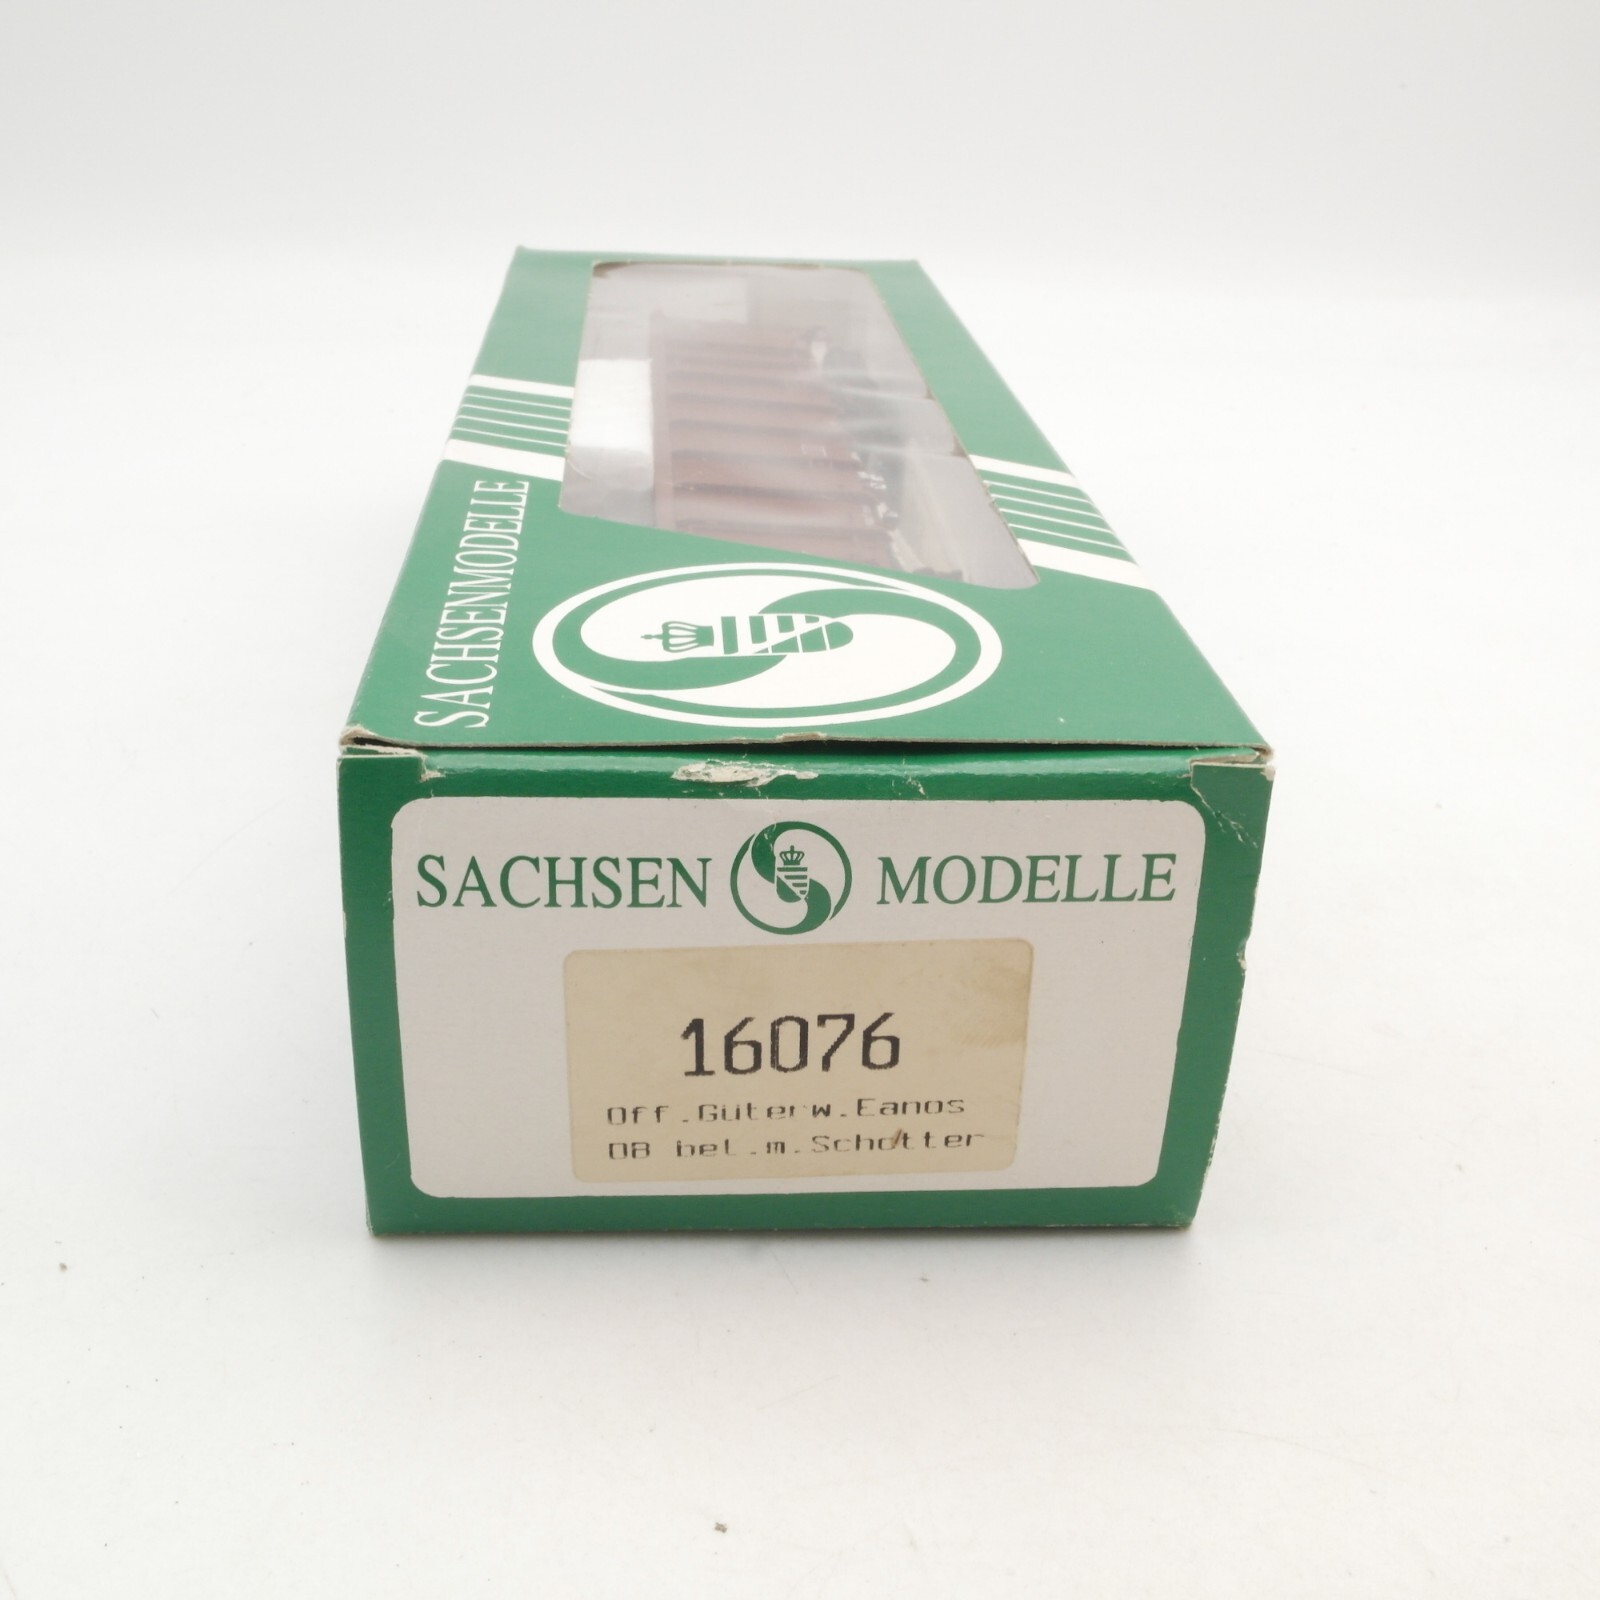 SACHSENMODELLE
SACHSEN MODELLE
16076
Off.Güterw.Eanos
DB bel.m.Schotter